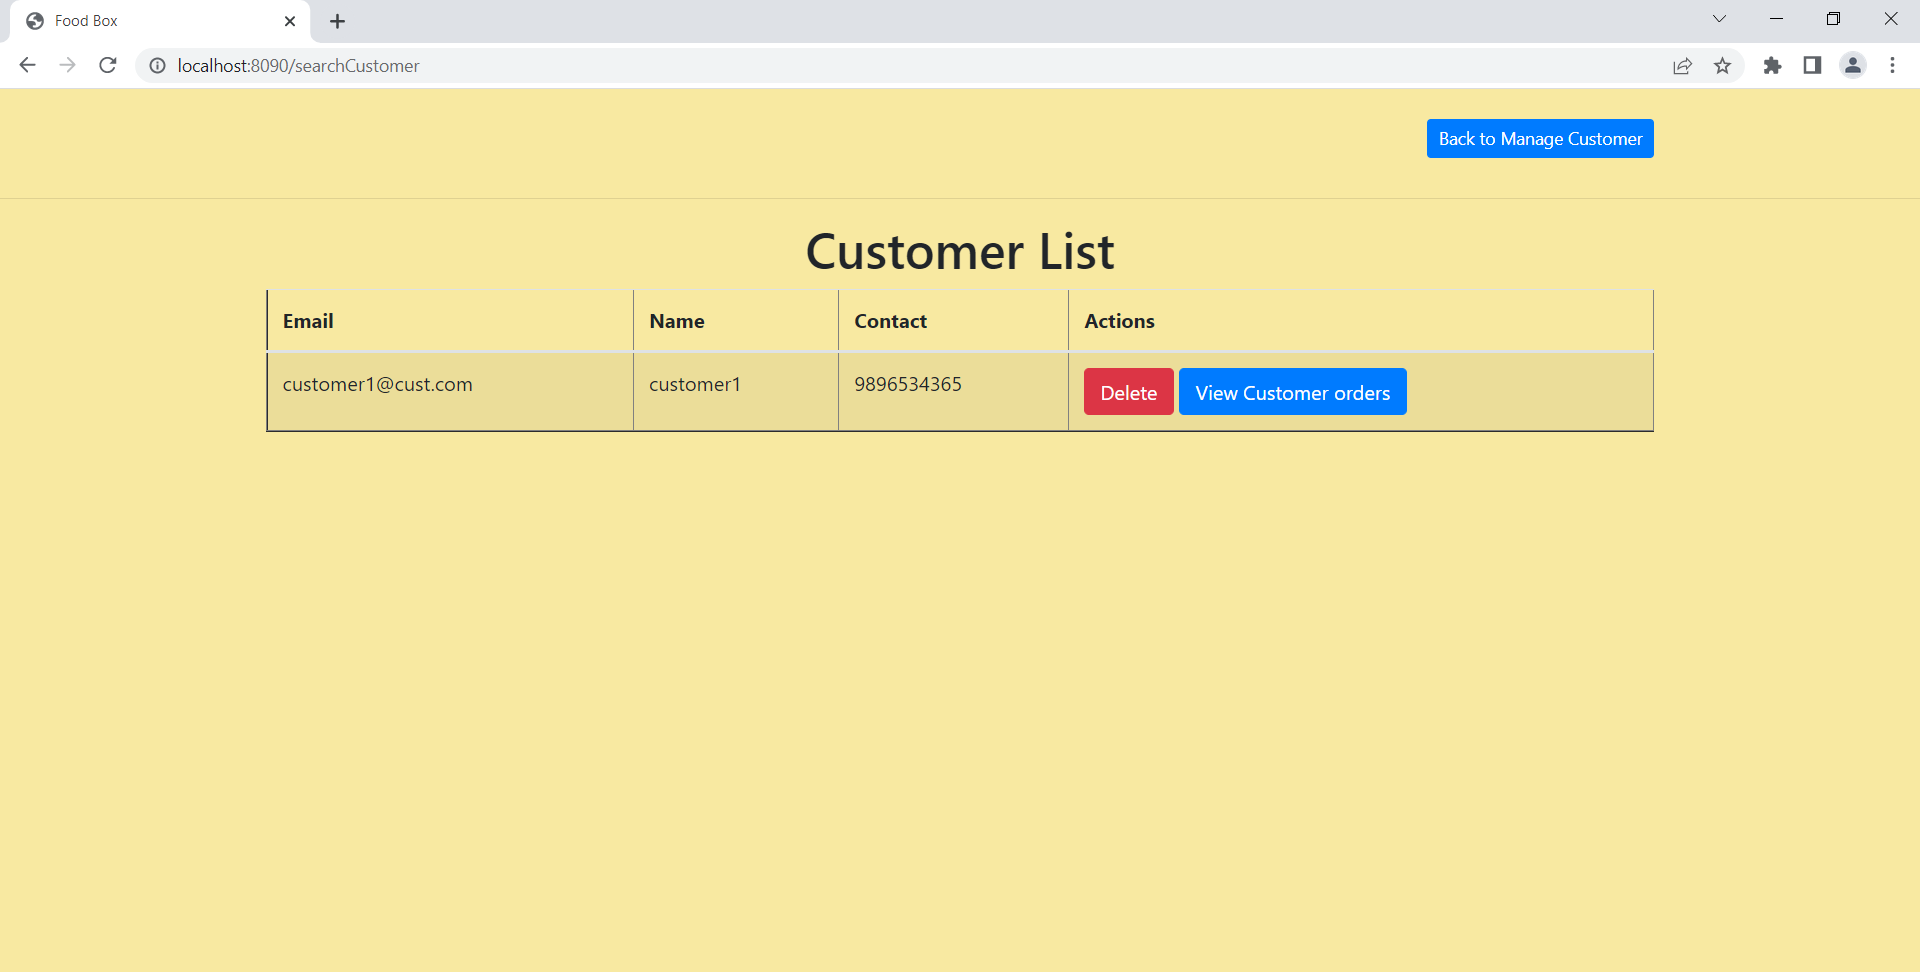 Food Box
localhost:8090/searchCustomer
Back to Manage Customer
Customer List
Email Name Contact Actions
customer1@cust.com customer1 9896534365 Delete View Customer orders